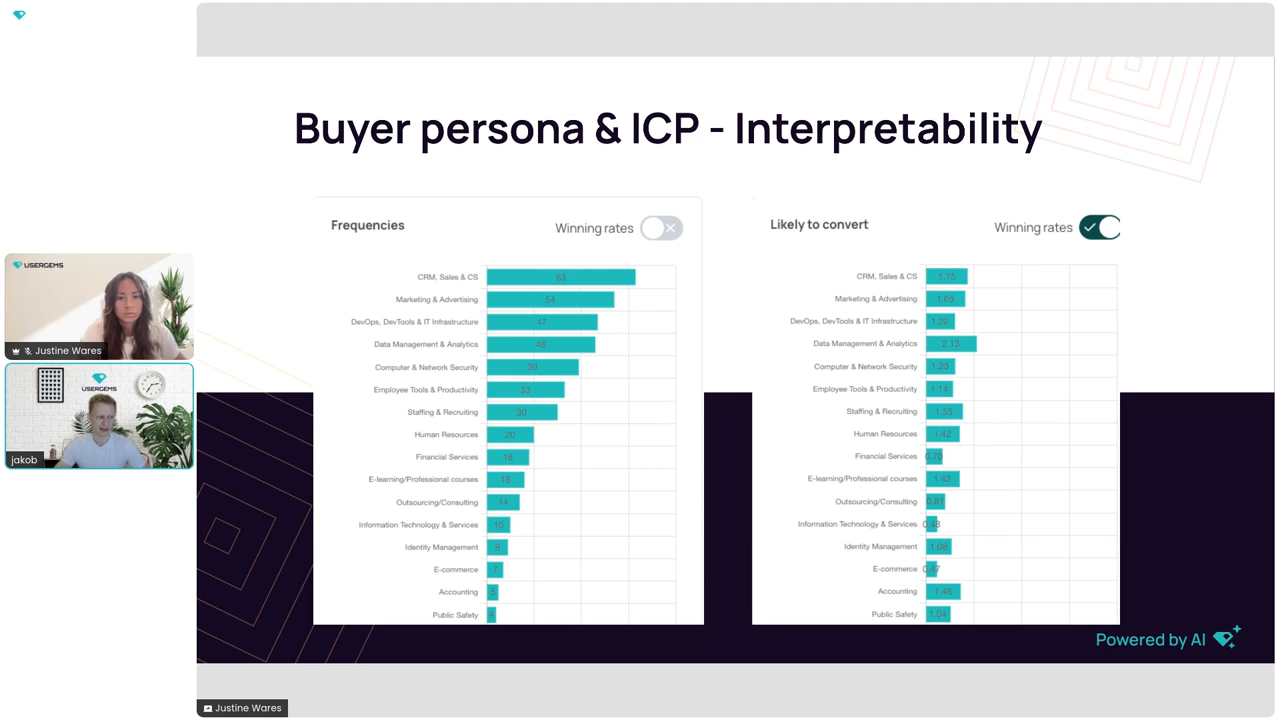 Buyer persona & ICP - Interpretability
Frequencies
Winning rates
CRM, Sales & CS 63
Marketing & Advertising 54
DevOps, DevTools & IT Infrastructure 47
Data Management & Analytics 46
Computer & Network Security 39
Employee Tools & Productivity 33
Staffing & Recruiting 30
Human Resources 20
Financial Services 18
E-learning/Professional courses 16
Outsourcing/Consulting 14
Information Technology & Services 10
Identity Management 9
E-commerce 7
Accounting 5
Public Safety 4
Likely to convert
Winning rates
CRM, Sales & CS 1.75
Marketing & Advertising 1.65
DevOps, DevTools & IT Infrastructure 1.22
Data Management & Analytics 2.13
Computer & Network Security 1.23
Employee Tools & Productivity 1.14
Staffing & Recruiting 1.55
Human Resources 1.42
Financial Services 0.70
E-learning/Professional courses 1.42
Outsourcing/Consulting 0.81
Information Technology & Services 0.48
Identity Management 1.08
E-commerce 0.47
Accounting 1.46
Public Safety 1.04
Powered by AI
USERGEMS
Justine Wares
USERGEMS
jakob
Justine Wares